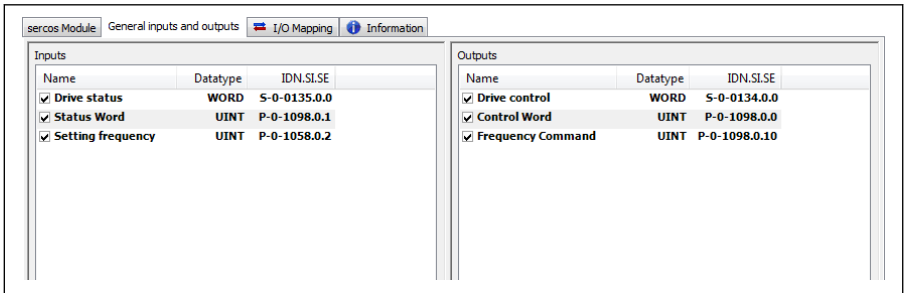 sercos Module General inputs and outputs I/O Mapping Information
Inputs
Name Datatype IDN.SI.SE
Drive status WORD S-0-0135.0.0
Status Word UINT P-0-1098.0.1
Setting frequency UINT P-0-1058.0.2
Outputs
Name Datatype IDN.SI.SE
Drive control WORD S-0-0134.0.0
Control Word UINT P-0-1098.0.0
Frequency Command UINT P-0-1098.0.10